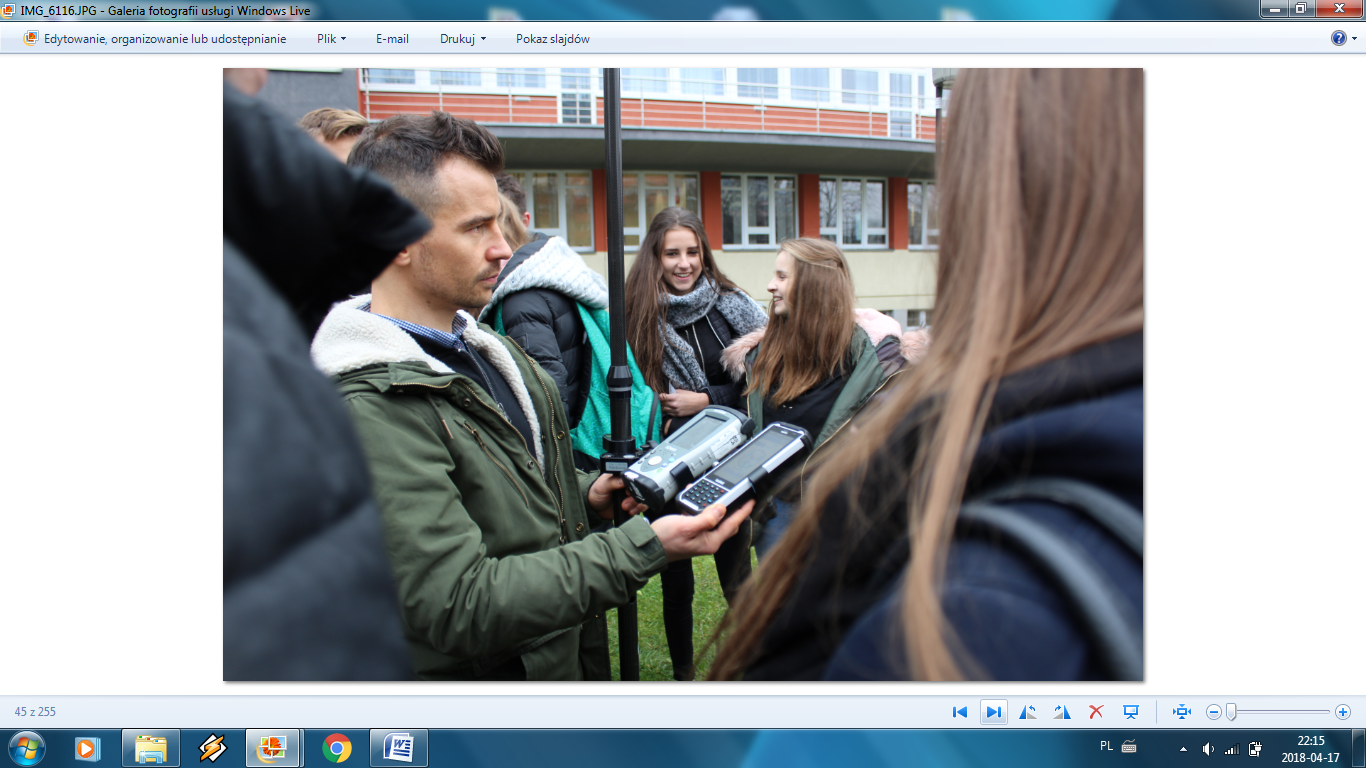 IMG_6116.JPG - Galeria fotografii usługi Windows Live
Edytowanie, organizowanie lub udostępnianie Plik E-mail Drukuj Pokaz slajdów
45 z 255
PL
22:15
2018-04-17